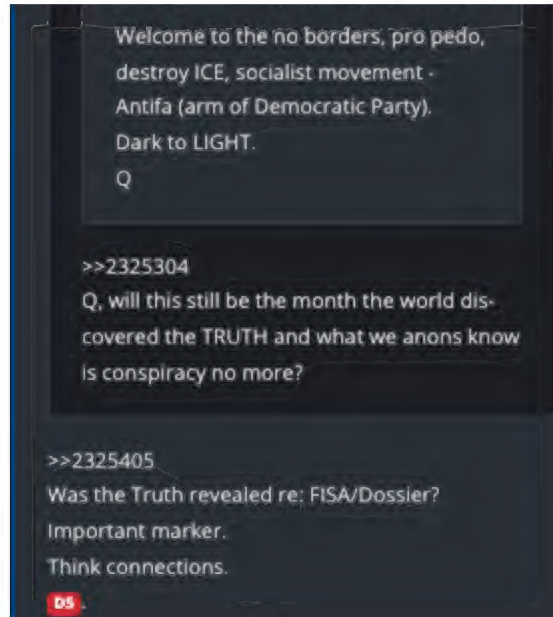 Welcome to the no borders, pro pedo,
destroy ICE, socialist movement -
Antifa (arm of Democratic Party).
Dark to LIGHT.
Q
>>2325304
Q, will this still be the month the world dis-
covered the TRUTH and what we anons know
is conspiracy no more?
>>2325405
Was the Truth revealed re: FISA/Dossier?
Important marker.
Think connections.
D5.